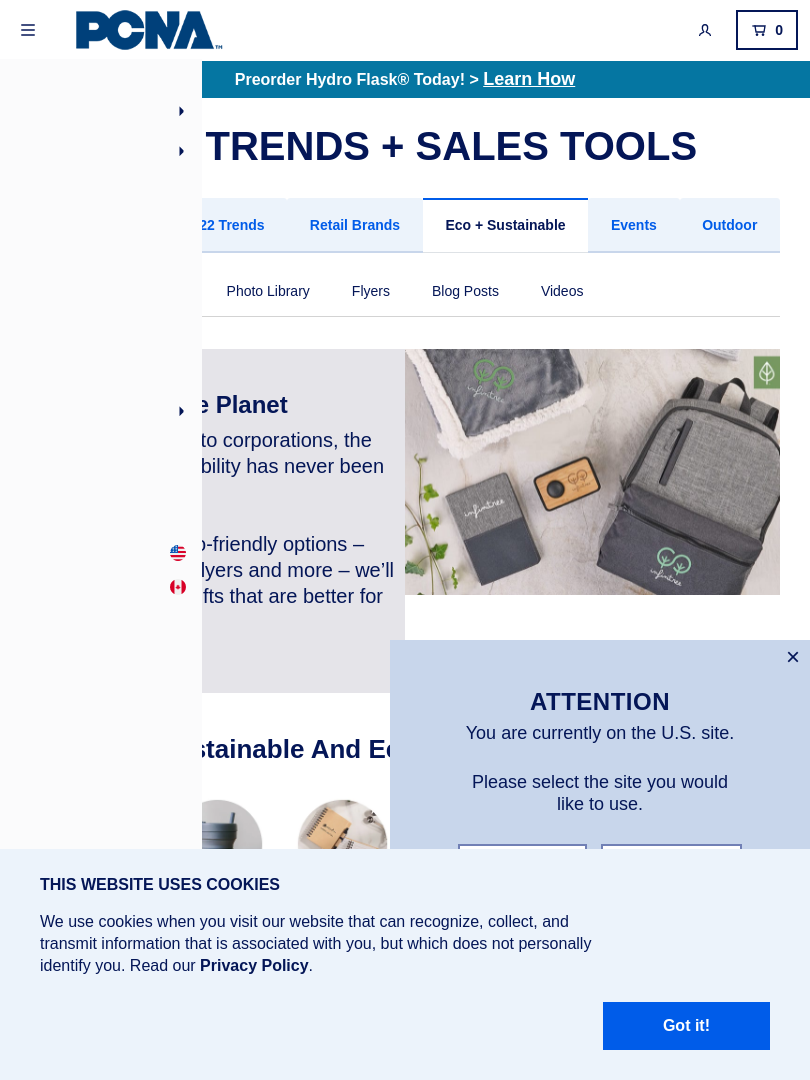 PCNA™
0
Preorder Hydro Flask® Today! > Learn How
TRENDS + SALES TOOLS
22 Trends
Retail Brands
Eco + Sustainable
Events
Outdoor
Photo Library
Flyers
Blog Posts
Videos
e Planet
to corporations, the
bility has never been
o-friendly options –
lyers and more – we'll
fts that are better for
infinitree
infinitree
infinitree
stainable And Ec
×
ATTENTION
You are currently on the U.S. site.
Please select the site you would
like to use.
THIS WEBSITE USES COOKIES
We use cookies when you visit our website that can recognize, collect, and
transmit information that is associated with you, but which does not personally
identify you. Read our Privacy Policy.
Got it!